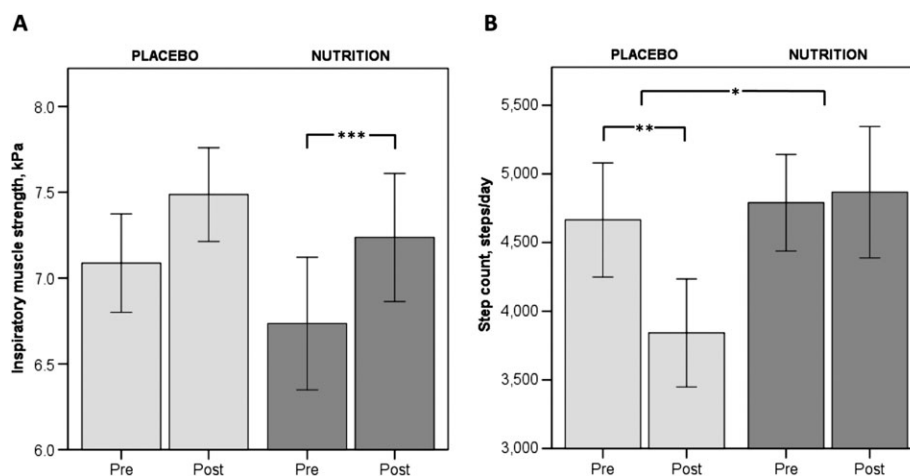 A
PLACEBO NUTRITION
Inspiratory muscle strength, kPa
8.0
7.5
7.0
6.5
6.0
***
Pre Post Pre Post
B
PLACEBO NUTRITION
Step count, steps/day
5,500
5,000
4,500
4,000
3,500
3,000
*
**
Pre Post Pre Post